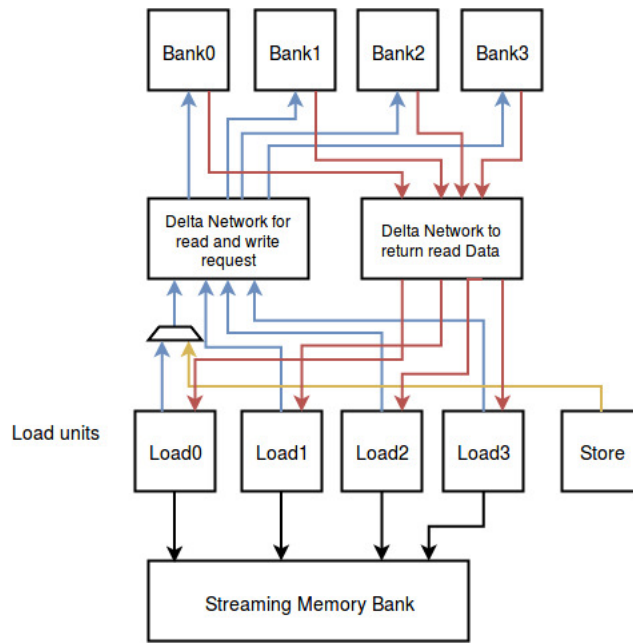 Bank0
Bank1
Bank2
Bank3
Delta Network for
read and write
request
Delta Network to
return read Data
Load units
Load0
Load1
Load2
Load3
Store
Streaming Memory Bank